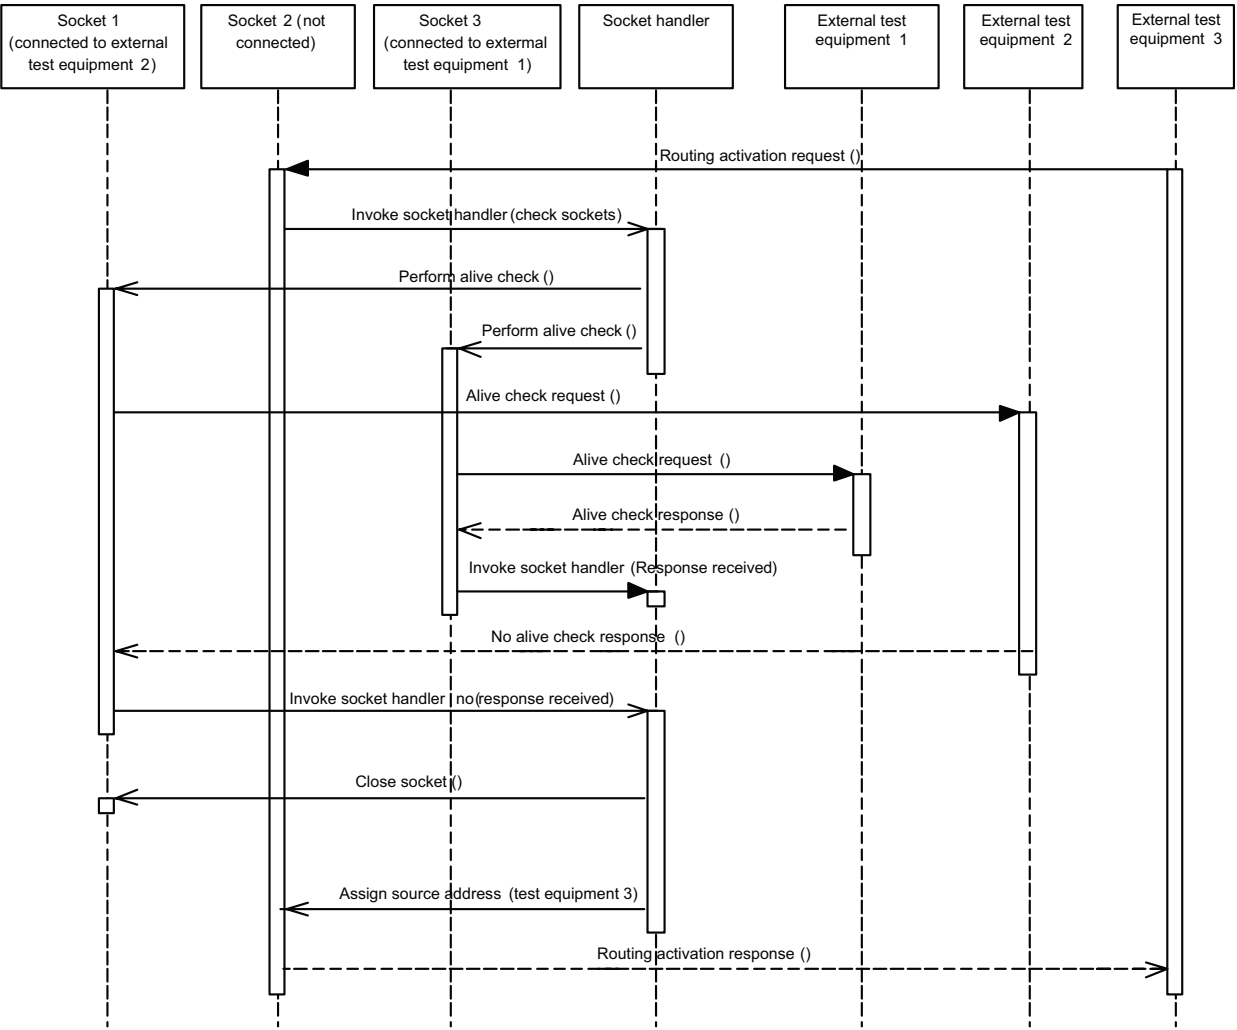 Socket 1
(connected to external
test equipment 2)
Socket 2 (not
connected)
Socket 3
(connected to extermal
test equipment 1)
Socket handler
External test
equipment 1
External test
equipment 2
External test
equipment 3
Routing activation request ()
Invoke socket handler (check sockets)
Perform alive check ()
Perform alive check ()
Alive check request ()
Alive check request ()
Alive check response ()
Invoke socket handler (Response received)
No alive check response ()
Invoke socket handler no(response received)
Close socket ()
Assign source address (test equipment 3)
Routing activation response ()